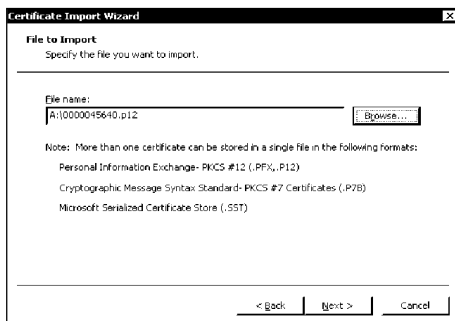 Certificate Import Wizard
File to Import
Specify the file you want to import.
File name:
A:\0000045640.p12
Browse...
Note: More than one certificate can be stored in a single file in the following formats:
Personal Information Exchange- PKCS #12 (.PFX,.P12)
Cryptographic Message Syntax Standard- PKCS #7 Certificates (.P7B)
Microsoft Serialized Certificate Store (.SST)
< Back
Next >
Cancel